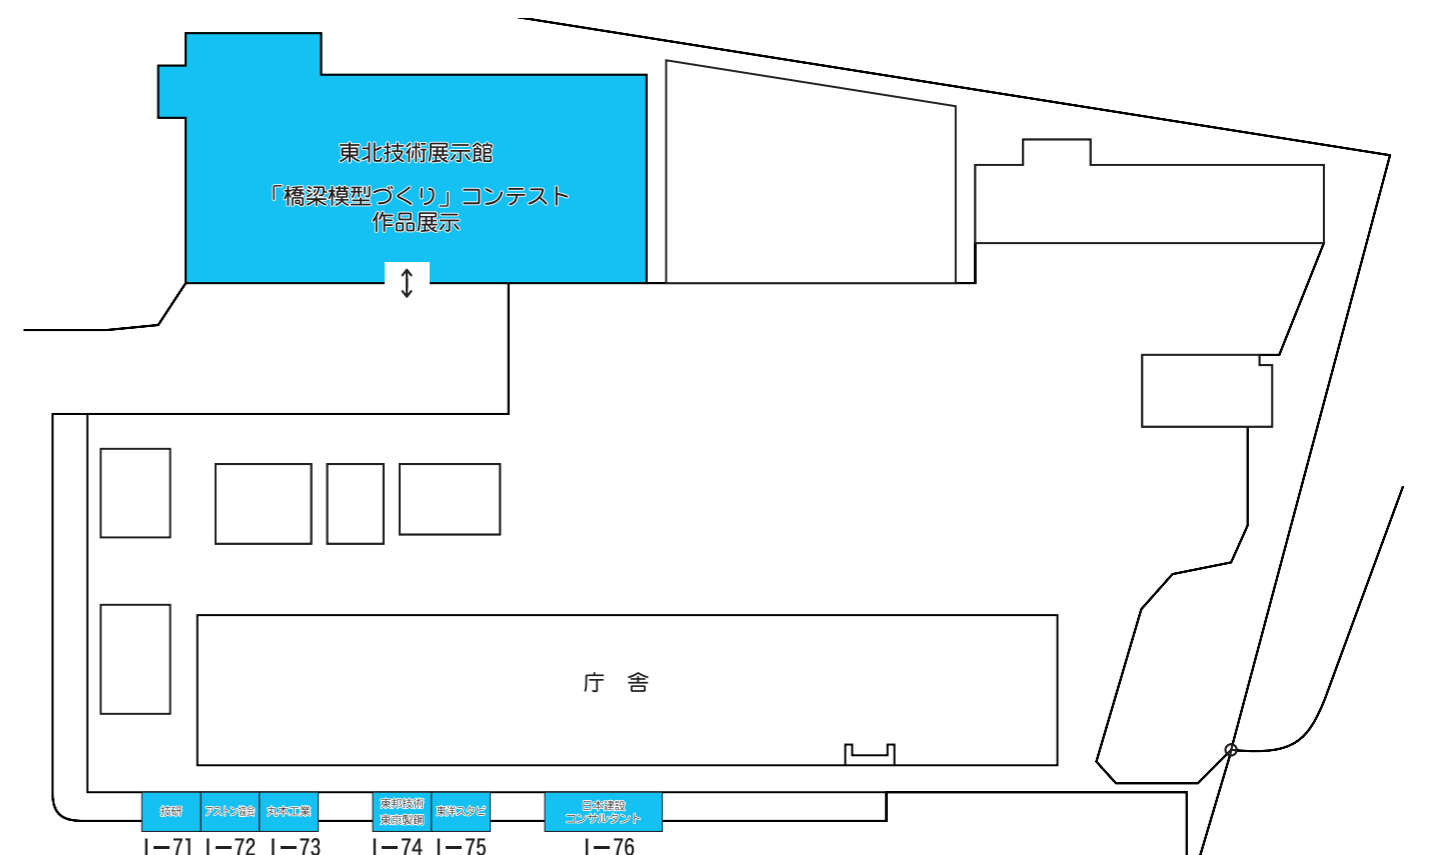 東北技術展示館
「橋梁模型づくり」コンテスト
作品展示
庁 舎
技研
アストン協会
丸本工業
東邦技術
東京製鋼
東洋スタビ
日本建設
コンサルタント
I-71
I-72
I-73
I-74
I-75
I-76